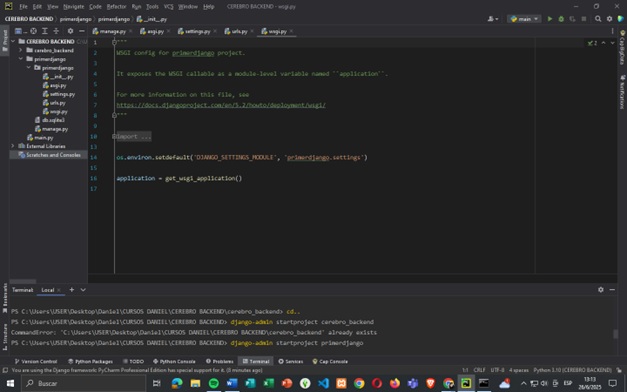 File Edit View Navigate Code Refactor Run Tools VCS Window Help CEREBRO BACKEND - wsgi.py
CEREBRO BACKEND primerdjango primerdjango __init__.py main
Project
manage.py asgi.py settings.py urls.py wsgi.py
CEREBRO BACKEND
cerebro_backend
primerdjango
primerdjango
__init__.py
asgi.py
settings.py
urls.py
wsgi.py
db.sqlite3
manage.py
main.py
External Libraries
Scratches and Consoles
1 """
2 WSGI config for primerdjango project.
3
4 It exposes the WSGI callable as a module-level variable named ``application``.
5
6 For more information on this file, see
7 https://docs.djangoproject.com/en/5.2/howto/deployment/wsgi/
8 """
9
10 import ...
13
14 os.environ.setdefault('DJANGO_SETTINGS_MODULE', 'primerdjango.settings')
15
16 application = get_wsgi_application()
17
2
Notifications
Bookmarks
Structure
Terminal: Local
PS C:\Users\User\Desktop\Daniel\CURSOS DANIEL\CEREBRO BACKEND\cerebro_backend> cd..
PS C:\Users\User\Desktop\Daniel\CURSOS DANIEL\CEREBRO BACKEND> django-admin startproject cerebro_backend
CommandError: 'C:\Users\User\Desktop\Daniel\CURSOS DANIEL\CEREBRO BACKEND\cerebro_backend' already exists
PS C:\Users\User\Desktop\Daniel\CURSOS DANIEL\CEREBRO BACKEND> django-admin startproject primerdjango
Version Control Python Packages TODO Python Console Problems Terminal Services
You are using the Django framework: PyCharm Professional Edition has special support for it. (3 minutes ago) 1:1 CRLF UTF-8 4 spaces Python 3.10 (CEREBRO BACKEND)
Buscar ESP 10:13
26/6/2025